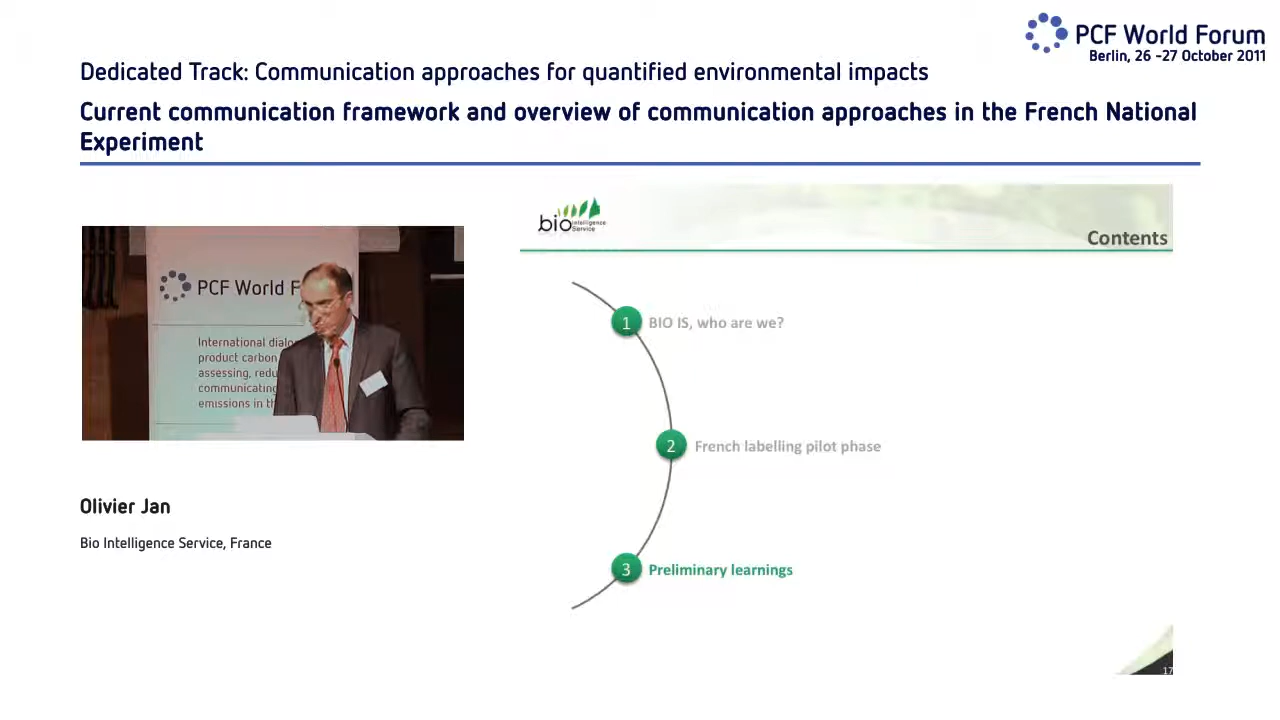 PCF World Forum
Berlin, 26 -27 October 2011
Dedicated Track: Communication approaches for quantified environmental impacts
Current communication framework and overview of communication approaches in the French National
Experiment
bio intelligence
Service
Contents
PCF World F
International dialo
product carbon
assessing, redu
communicating
emissions in th
1 BIO IS, who are we?
2 French labelling pilot phase
3 Preliminary learnings
Olivier Jan
Bio Intelligence Service, France
17